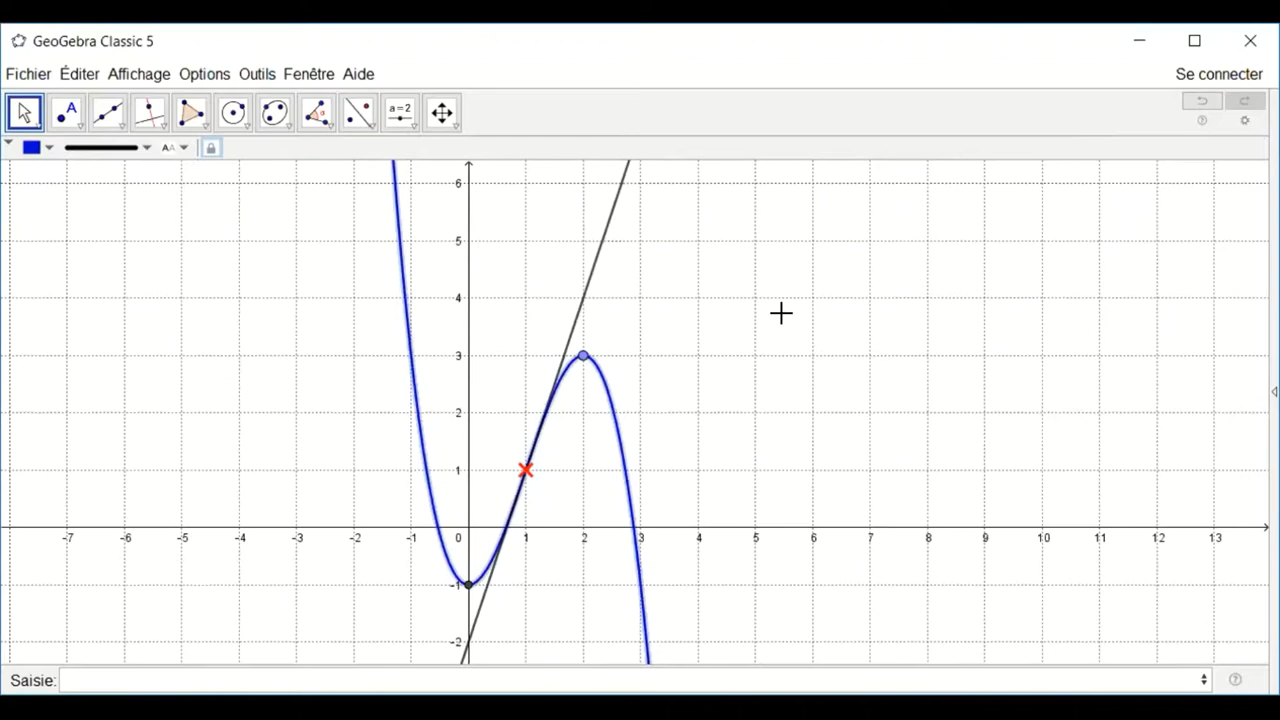 GeoGebra Classic 5
Fichier Éditer Affichage Options Outils Fenêtre Aide Se connecter
A α a=2
AA
6
5
4
3
2
1
-7 -6 -5 -4 -3 -2 -1 0 1 2 3 4 5 6 7 8 9 10 11 12 13
-1
-2
Saisie: